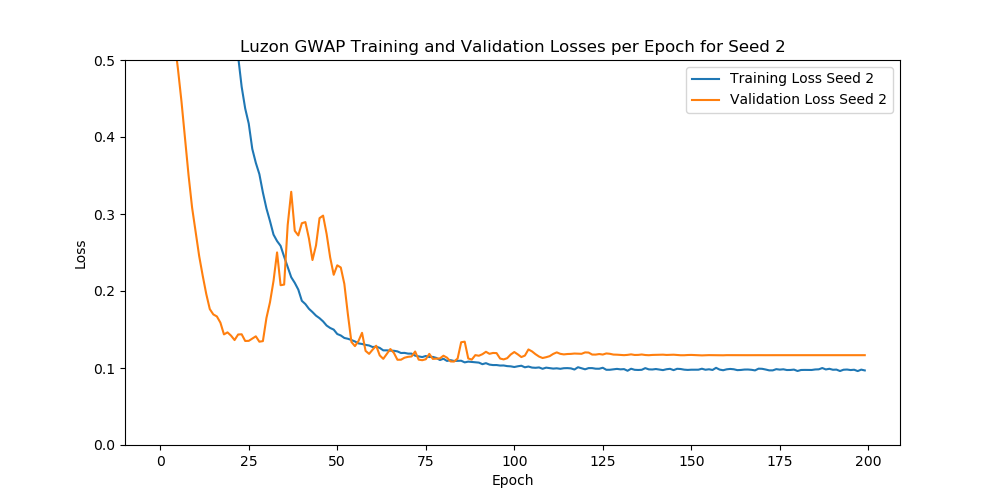 Luzon GWAP Training and Validation Losses per Epoch for Seed 2
Training Loss Seed 2
Validation Loss Seed 2
Loss
0.5
0.4
0.3
0.2
0.1
0.0
0 25 50 75 100 125 150 175 200
Epoch